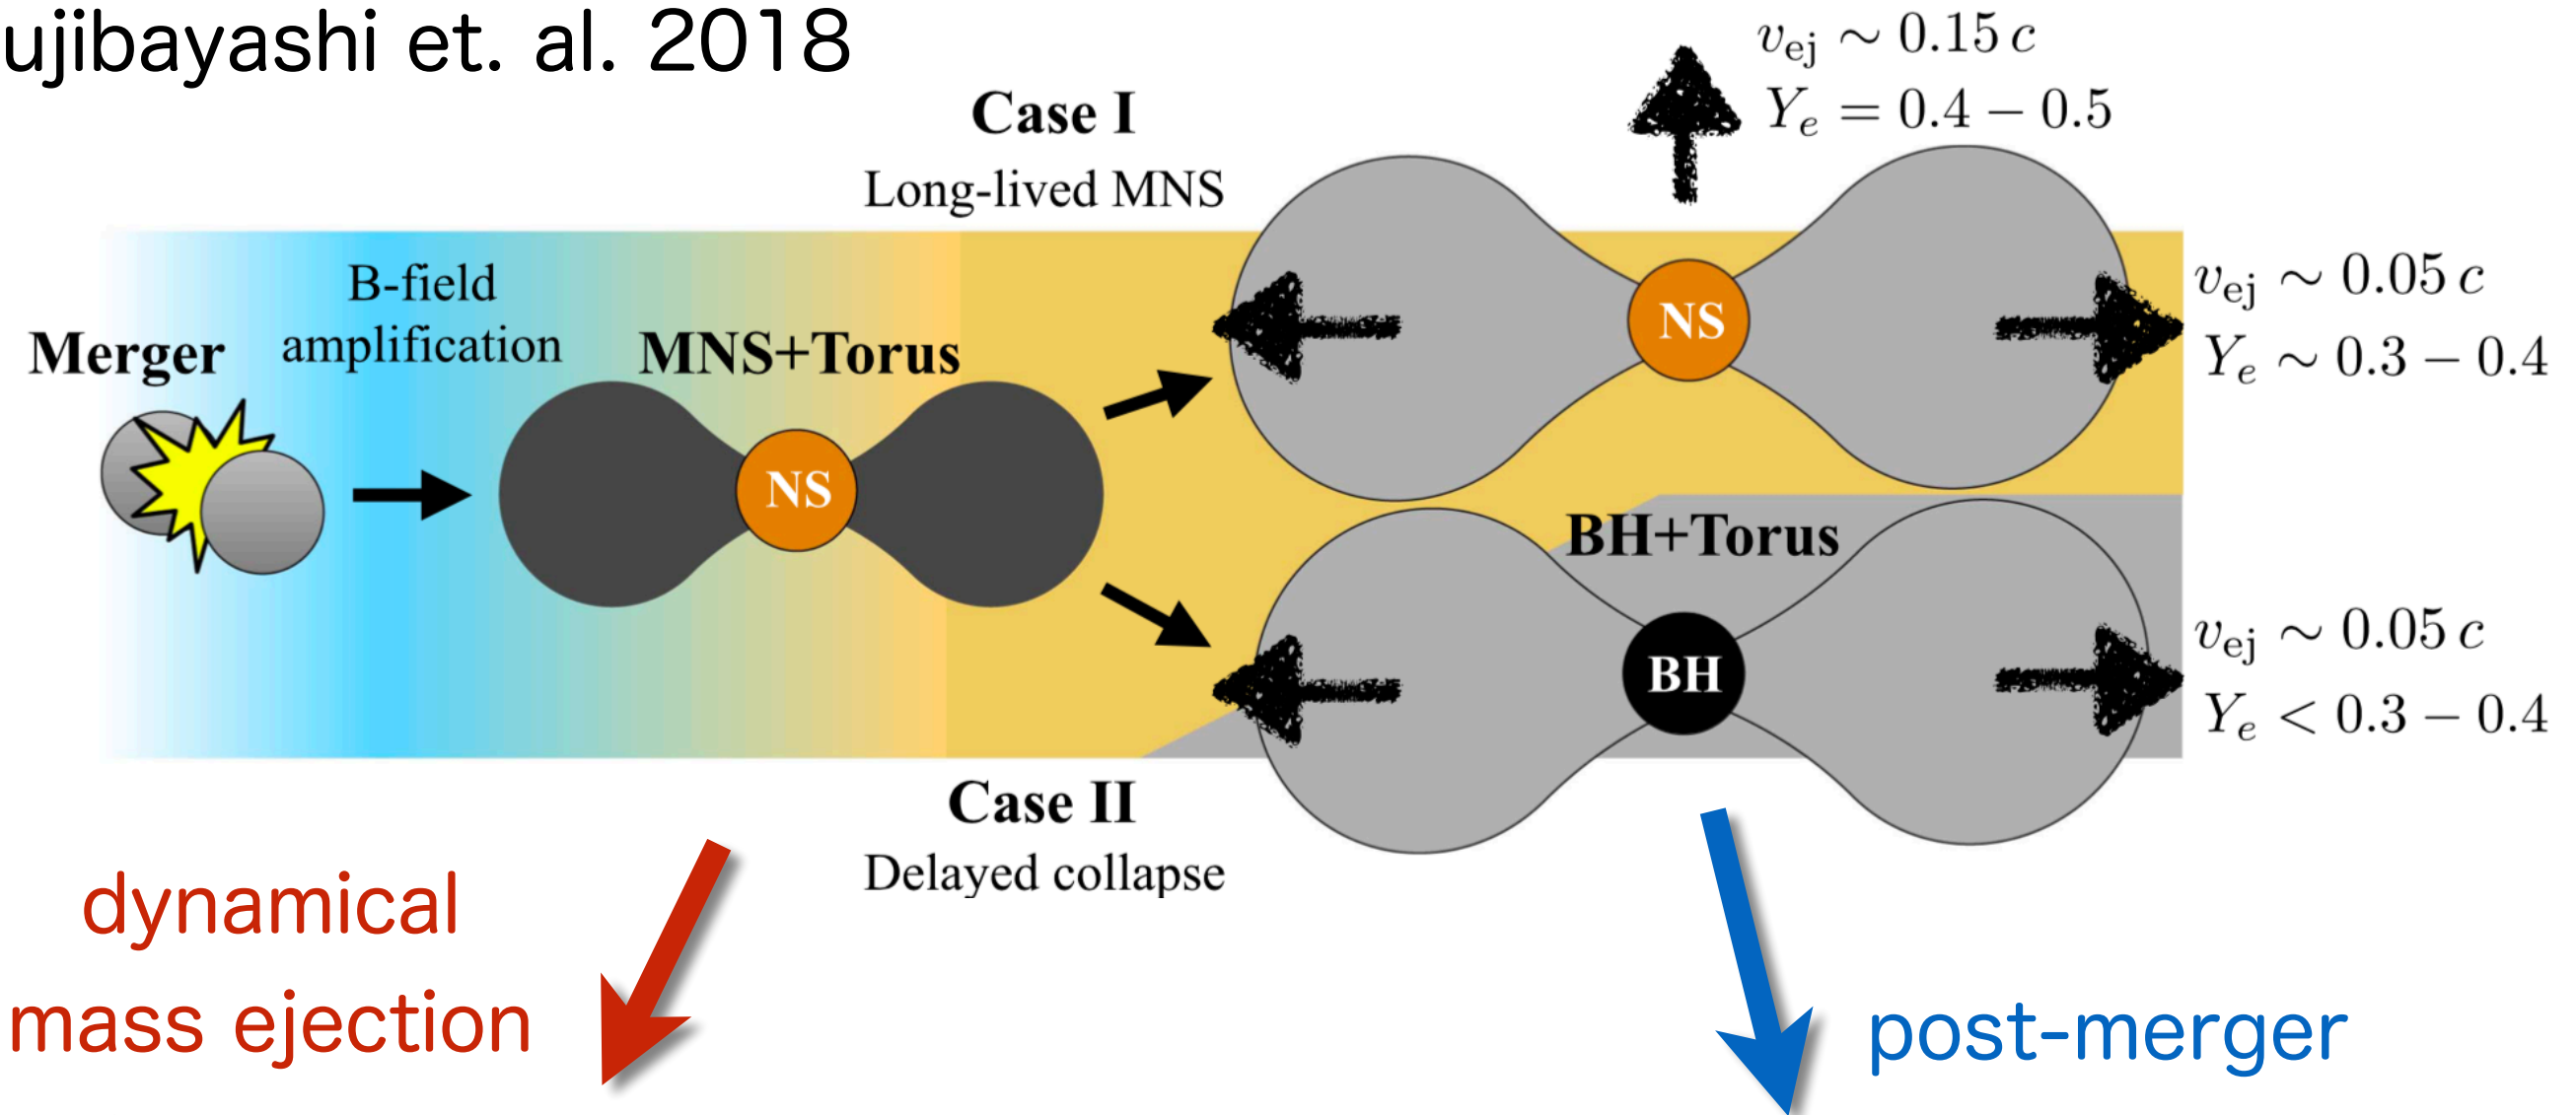 ujibayashi et. al. 2018
Case I
Long-lived MNS
v_ej ∼ 0.15 c
Y_e = 0.4 − 0.5
Merger
B-field
amplification
MNS+Torus
NS
NS
v_ej ∼ 0.05 c
Y_e ∼ 0.3 − 0.4
BH+Torus
BH
v_ej ∼ 0.05 c
Y_e < 0.3 − 0.4
Case II
Delayed collapse
dynamical
mass ejection
post-merger